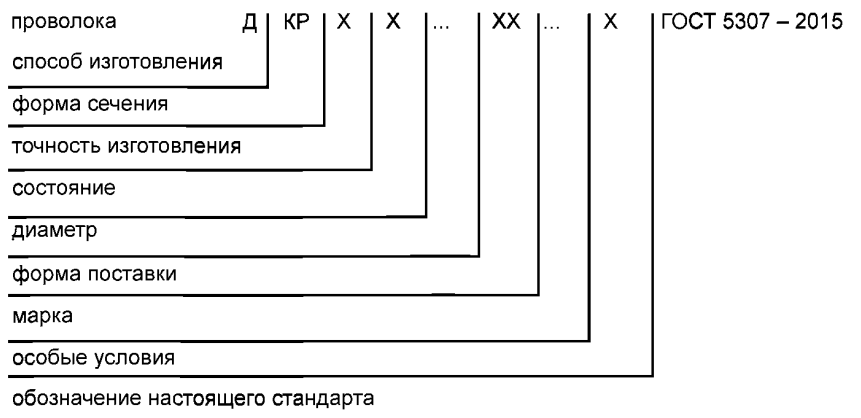 проволока Д КР Х Х ... ХХ ... Х ГОСТ 5307 – 2015
способ изготовления
форма сечения
точность изготовления
состояние
диаметр
форма поставки
марка
особые условия
обозначение настоящего стандарта